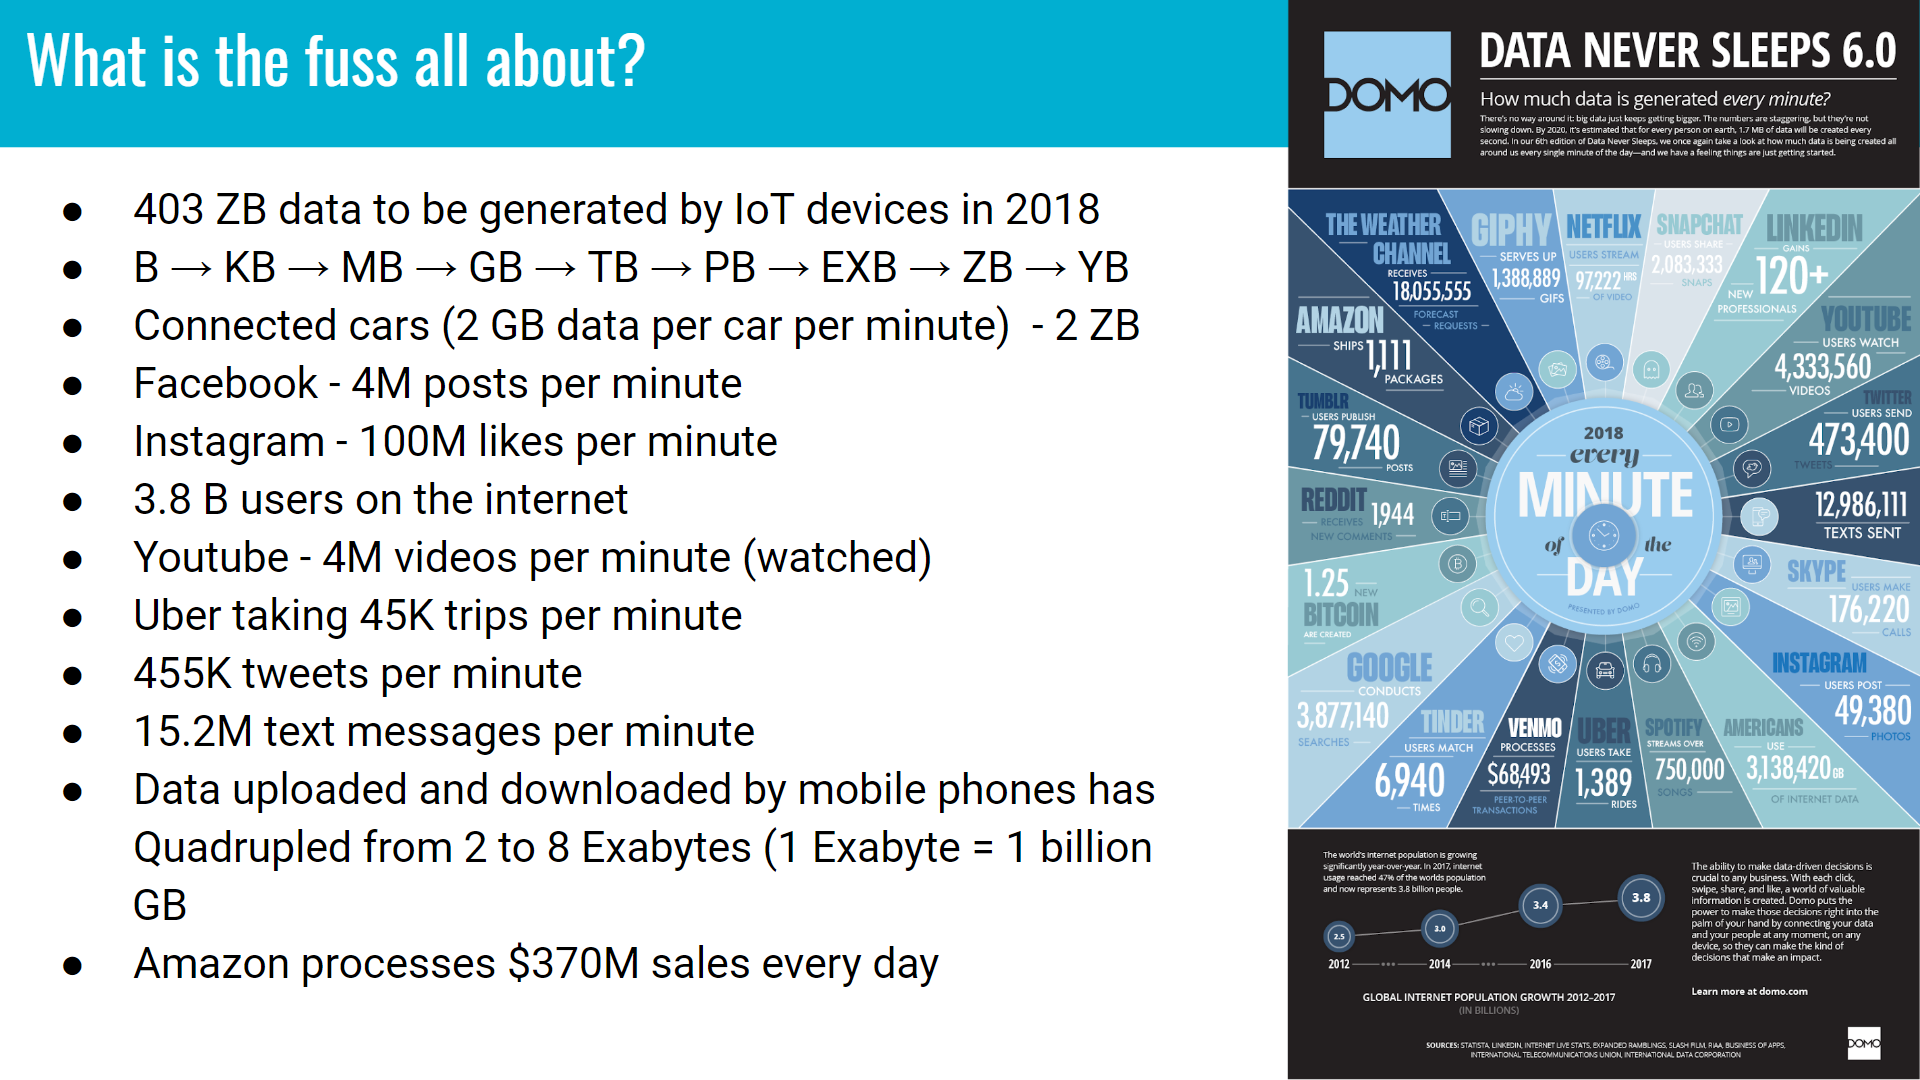 What is the fuss all about?
● 403 ZB data to be generated by IoT devices in 2018
● B → KB → MB → GB → TB → PB → EXB → ZB → YB
● Connected cars (2 GB data per car per minute) - 2 ZB
● Facebook - 4M posts per minute
● Instagram - 100M likes per minute
● 3.8 B users on the internet
● Youtube - 4M videos per minute (watched)
● Uber taking 45K trips per minute
● 455K tweets per minute
● 15.2M text messages per minute
● Data uploaded and downloaded by mobile phones has
Quadrupled from 2 to 8 Exabytes (1 Exabyte = 1 billion
GB
● Amazon processes $370M sales every day
DOMO
DATA NEVER SLEEPS 6.0
How much data is generated every minute?
There's no way around it: big data just keeps getting bigger. The numbers are staggering, but they're not
slowing down. By 2020, it's estimated that for every person on earth, 1.7 MB of data will be created every
second. In our 6th edition of Data Never Sleeps, we once again take a look at how much data is being created all
around us every single minute of the day—and we have a feeling things are just getting started.
THE WEATHER
CHANNEL
RECEIVES
18,055,555
FORECAST
REQUESTS
GIPHY
SERVES UP
1,388,889
GIFS
NETFLIX
USERS STREAM
97,222 HRS
OF VIDEO
SNAPCHAT
USERS SHARE
2,083,333
SNAPS
LINKEDIN
GAINS
120+
NEW
PROFESSIONALS
AMAZON
SHIPS 1,111
PACKAGES
YOUTUBE
USERS WATCH
4,333,560
VIDEOS
TUMBLR
USERS PUBLISH
79,740
POSTS
TWITTER
USERS SEND
473,400
TWEETS
REDDIT
RECEIVES
1,944
NEW COMMENTS
12,986,111
TEXTS SENT
2018
every
MINUTE
of the
DAY
PRESENTED BY DOMO
1.25 NEW
BITCOIN
ARE CREATED
SKYPE
USERS MAKE
176,220
CALLS
GOOGLE
CONDUCTS
3,877,140
SEARCHES
INSTAGRAM
USERS POST
49,380
PHOTOS
TINDER
USERS MATCH
6,940
TIMES
VENMO
PROCESSES
$68,493
PEER-TO-PEER
TRANSACTIONS
UBER
USERS TAKE
1,389
RIDES
SPOTIFY
STREAMS OVER
750,000
SONGS
AMERICANS
USE
3,138,420 GB
OF INTERNET DATA
The world's internet population is growing
significantly year-over-year. In 2017, internet
usage reached 47% of the worlds population
and now represents 3.8 billion people.
2.5 3.0 3.4 3.8
2012 2014 2016 2017
GLOBAL INTERNET POPULATION GROWTH 2012–2017
(IN BILLIONS)
The ability to make data-driven decisions is
crucial to any business. With each click,
swipe, share, and like, a world of valuable
information is created. Domo puts the
power to make those decisions right into the
palm of your hand by connecting your data
and your people at any moment, on any
device, so they can make the kind of
decisions that make an impact.
Learn more at domo.com
SOURCES: STATISTA, LINKEDIN, INTERNET LIVE STATS, EXPANDED RAMBLINGS, SLASH FILM, RIAA, BUSINESS OF APPS,
INTERNATIONAL TELECOMMUNICATIONS UNION, INTERNATIONAL DATA CORPORATION
DOMO